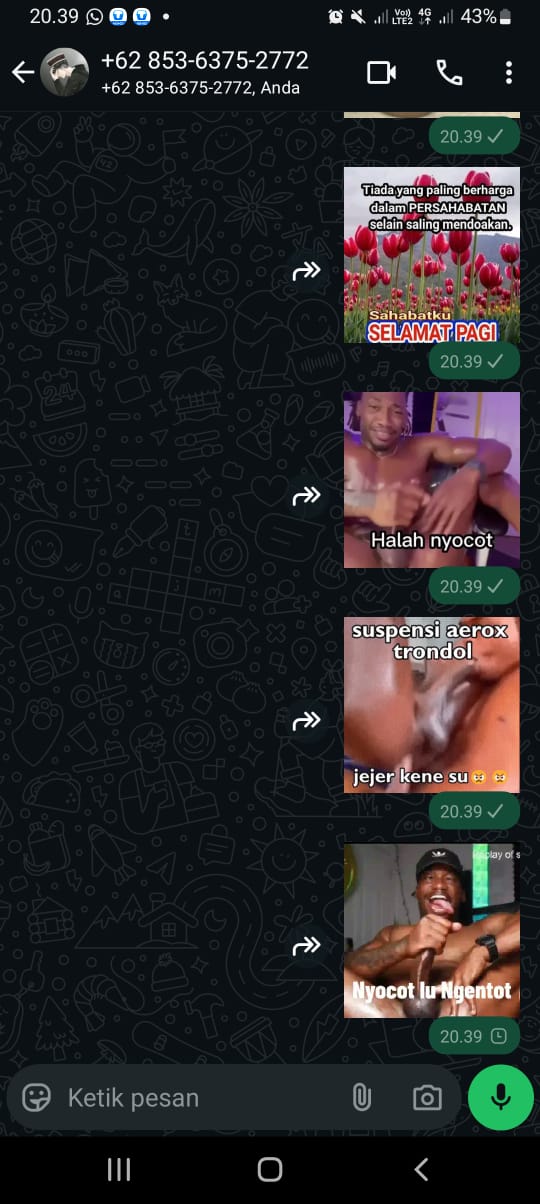 20.39
Vo))
LTE2
4G
43%
+62 853-6375-2772
+62 853-6375-2772, Anda
20.39
Tiada yang paling berharga
dalam PERSAHABATAN
selain saling mendoakan.
Sahabatku
SELAMAT PAGI
20.39
Halah nyocot
20.39
suspensi aerox
trondol
jejer kene su
20.39
play of s
Nyocot lu Ngentot
20.39
Ketik pesan